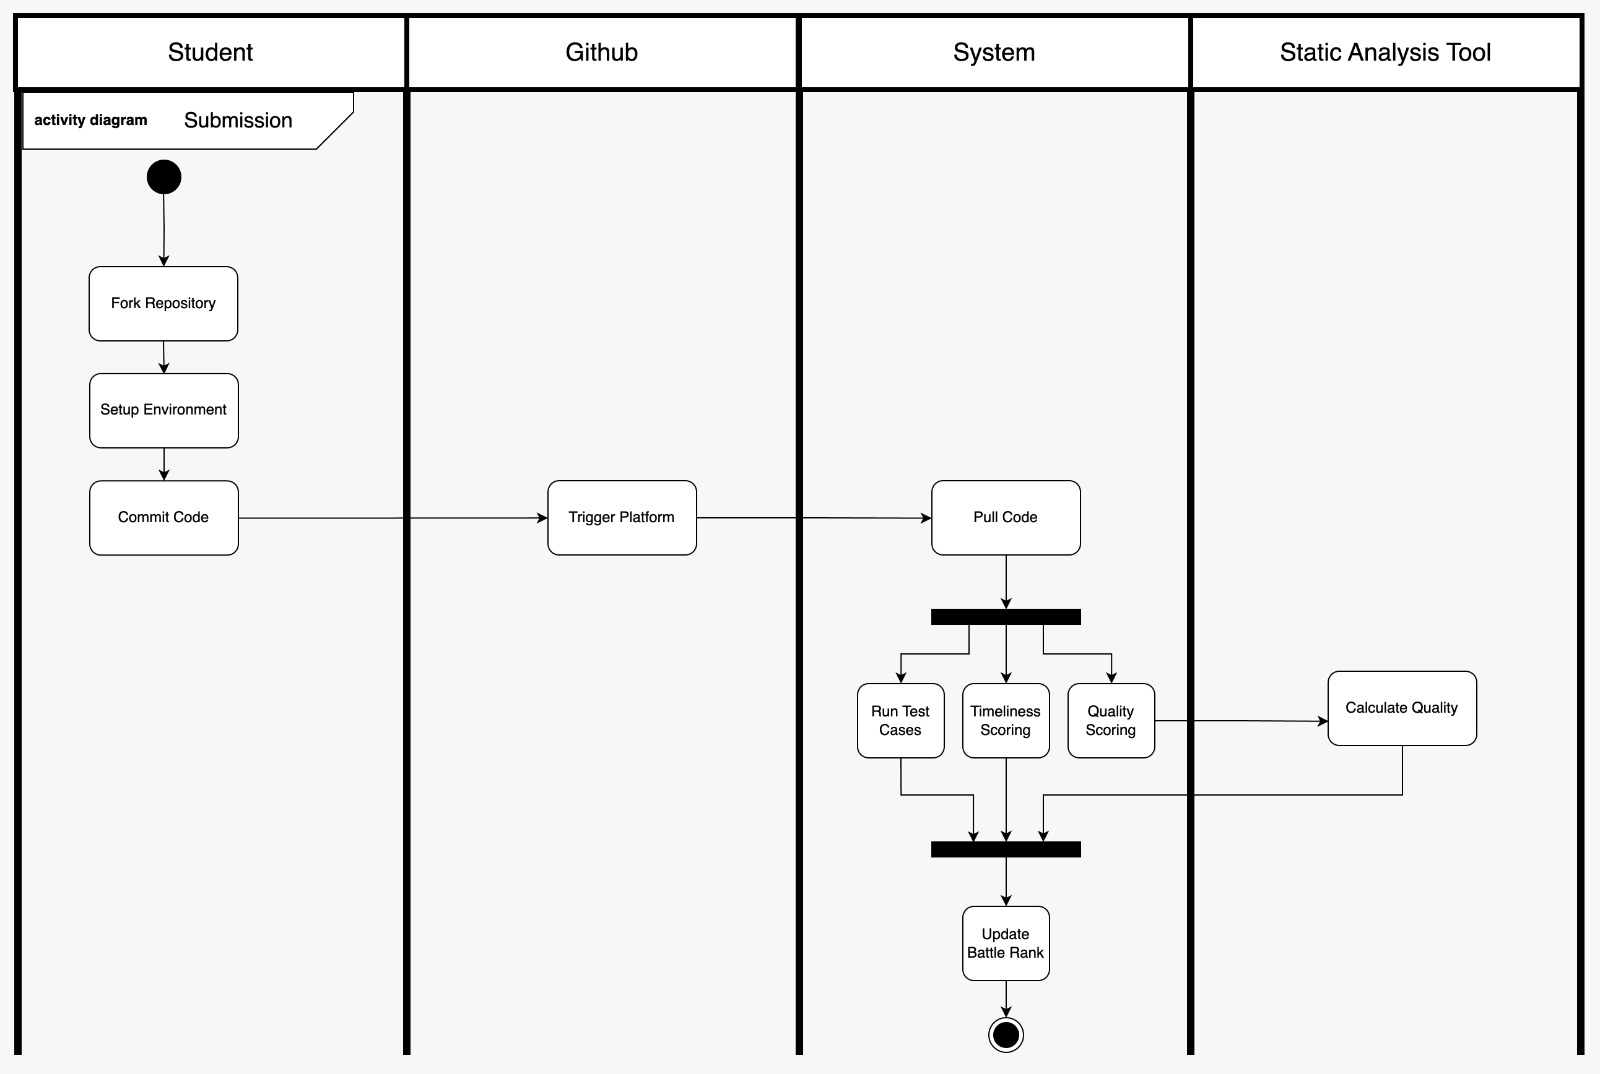 Student
Github
System
Static Analysis Tool
activity diagram Submission
Fork Repository
Setup Environment
Commit Code
Trigger Platform
Pull Code
Run Test
Cases
Timeliness
Scoring
Quality
Scoring
Calculate Quality
Update
Battle Rank